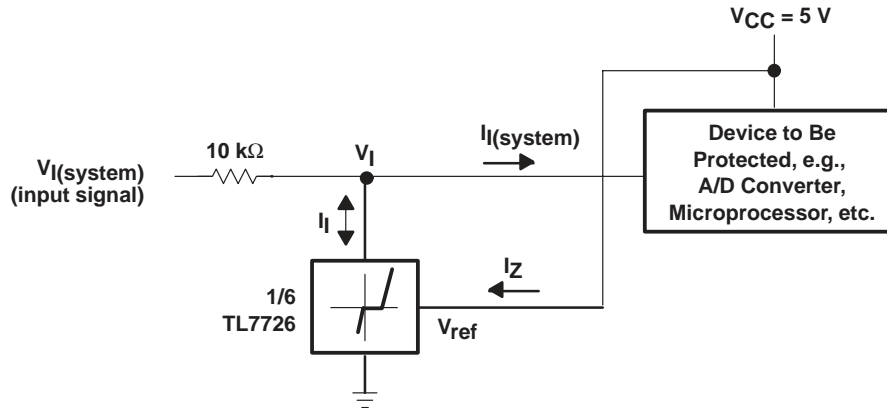 VCC = 5 V
10 kΩ
VI(system)
(input signal)
VI
II(system)
Device to Be
Protected, e.g.,
A/D Converter,
Microprocessor, etc.
II
IZ
1/6
TL7726
Vref